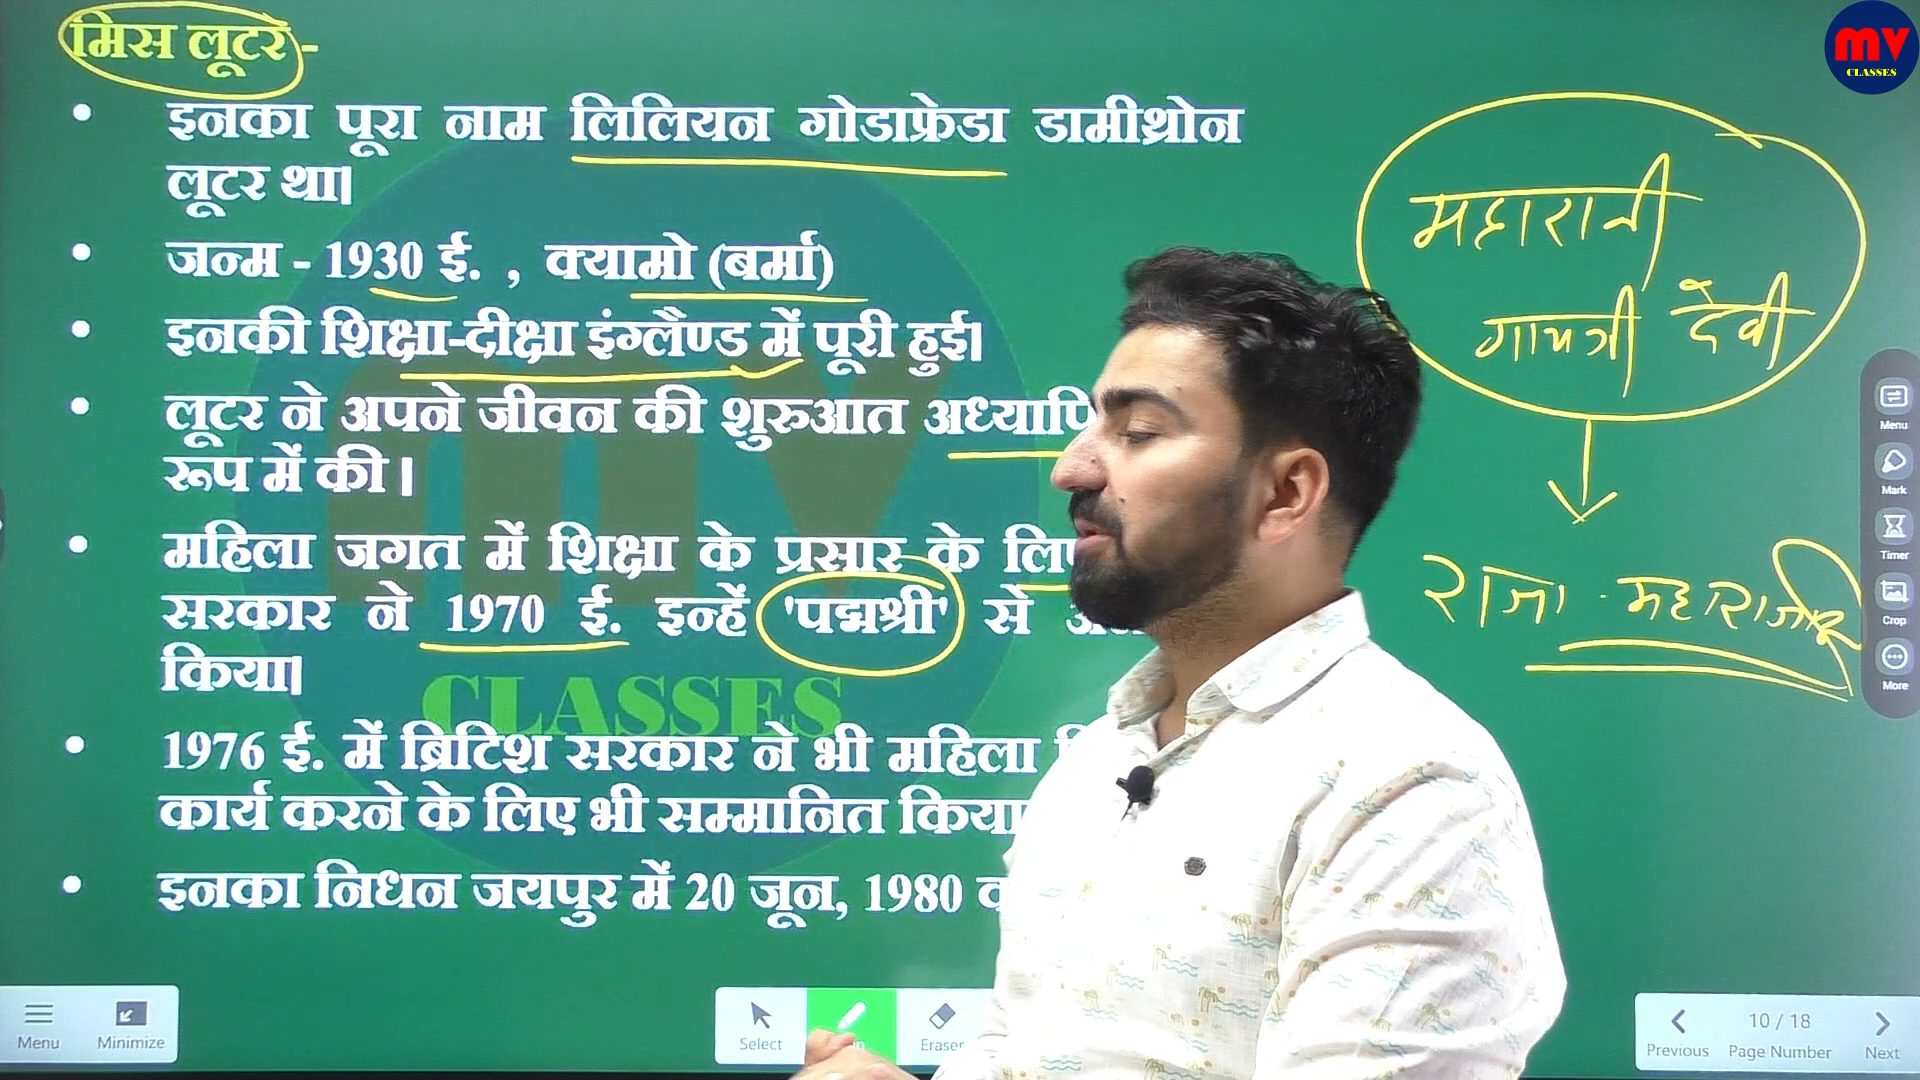 मिस लूटर -
• इनका पूरा नाम लिलियन गोडाफ्रेडा डामीथ्रोन
लूटर था।
• जन्म - 1930 ई. , क्यामो (बर्मा)
• इनकी शिक्षा-दीक्षा इंग्लैण्ड में पूरी हुई।
• लूटर ने अपने जीवन की शुरुआत
रूप में की।
• महिला जगत में शिक्षा के प्रसार के
सरकार ने 1970 ई. इन्हें 'पद्मश्री' से
किया।
• 1976 ई. में ब्रिटिश सरकार ने भी महिला
कार्य करने के लिए भी सम्मानित किया
• इनका निधन जयपुर में 20 जून, 1980
CLASSES
महारानी
गायत्री देवी
राजा - महाराजा
mv
CLASSES
Menu
Mark
Timer
Crop
More
Menu
Minimize
Select
Eraser
10 / 18
Previous
Page Number
Next